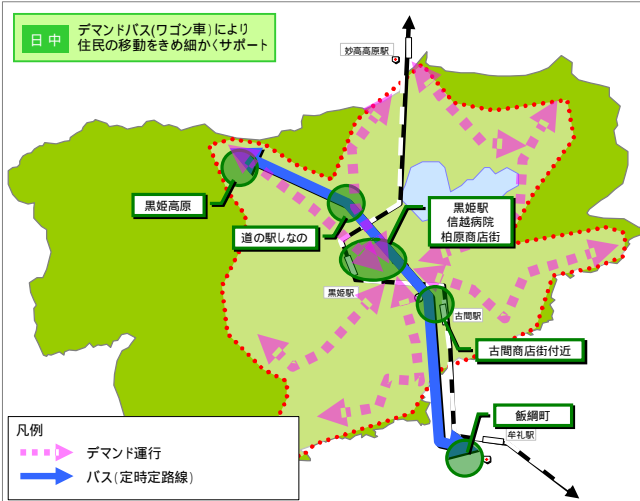 日中
デマンドバス(ワゴン車)により
住民の移動をきめ細かくサポート
妙高高原駅
黒姫高原
道の駅しなの
黒姫駅
信越病院
柏原商店街
黒姫駅
古間駅
古間商店街付近
飯綱町
牟礼駅
凡例
デマンド運行
バス(定時定路線)